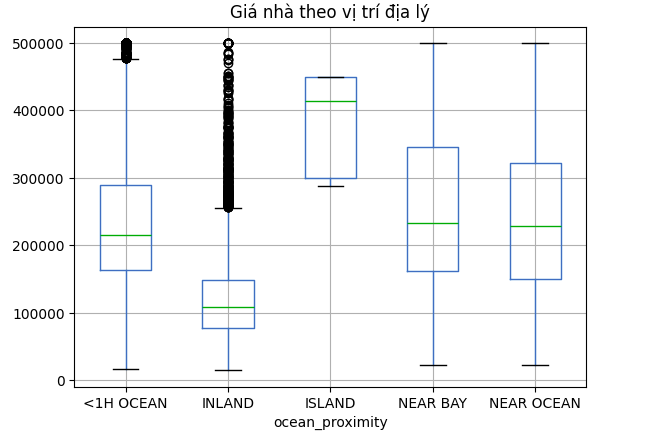 Giá nhà theo vị trí địa lý
500000
400000
300000
200000
100000
0
<1H OCEAN INLAND ISLAND NEAR BAY NEAR OCEAN
ocean_proximity